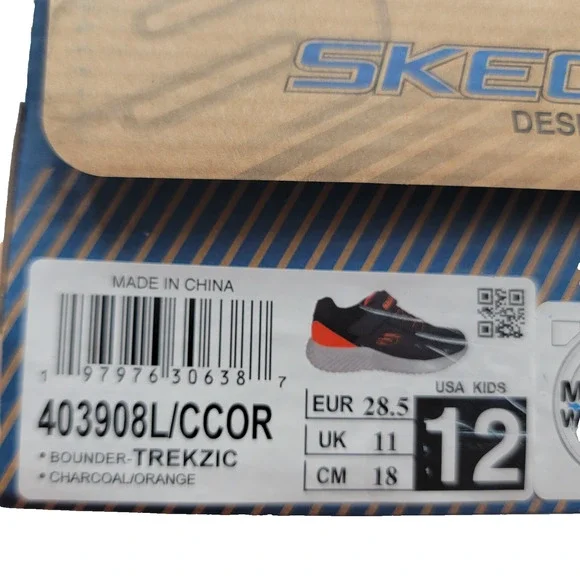 SKEC
DESI
MADE IN CHINA
1 97976 30638 7
403908L/CCOR
• BOUNDER-TREKZIC
• CHARCOAL/ORANGE
EUR 28.5
UK 11
CM 18
USA KIDS
12
M
W